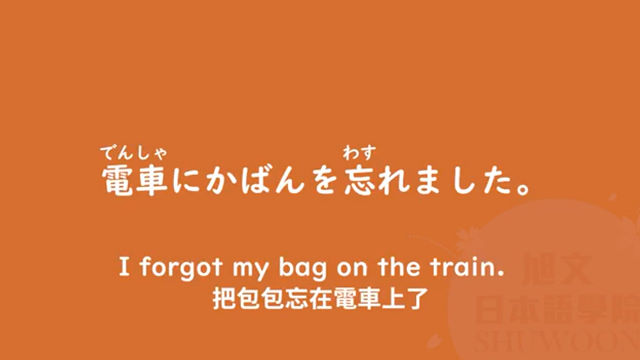 でんしゃ わす
電車にかばんを忘れました。
I forgot my bag on the train.
把包包忘在電車上了
旭文
日本語學院
SHUWOON